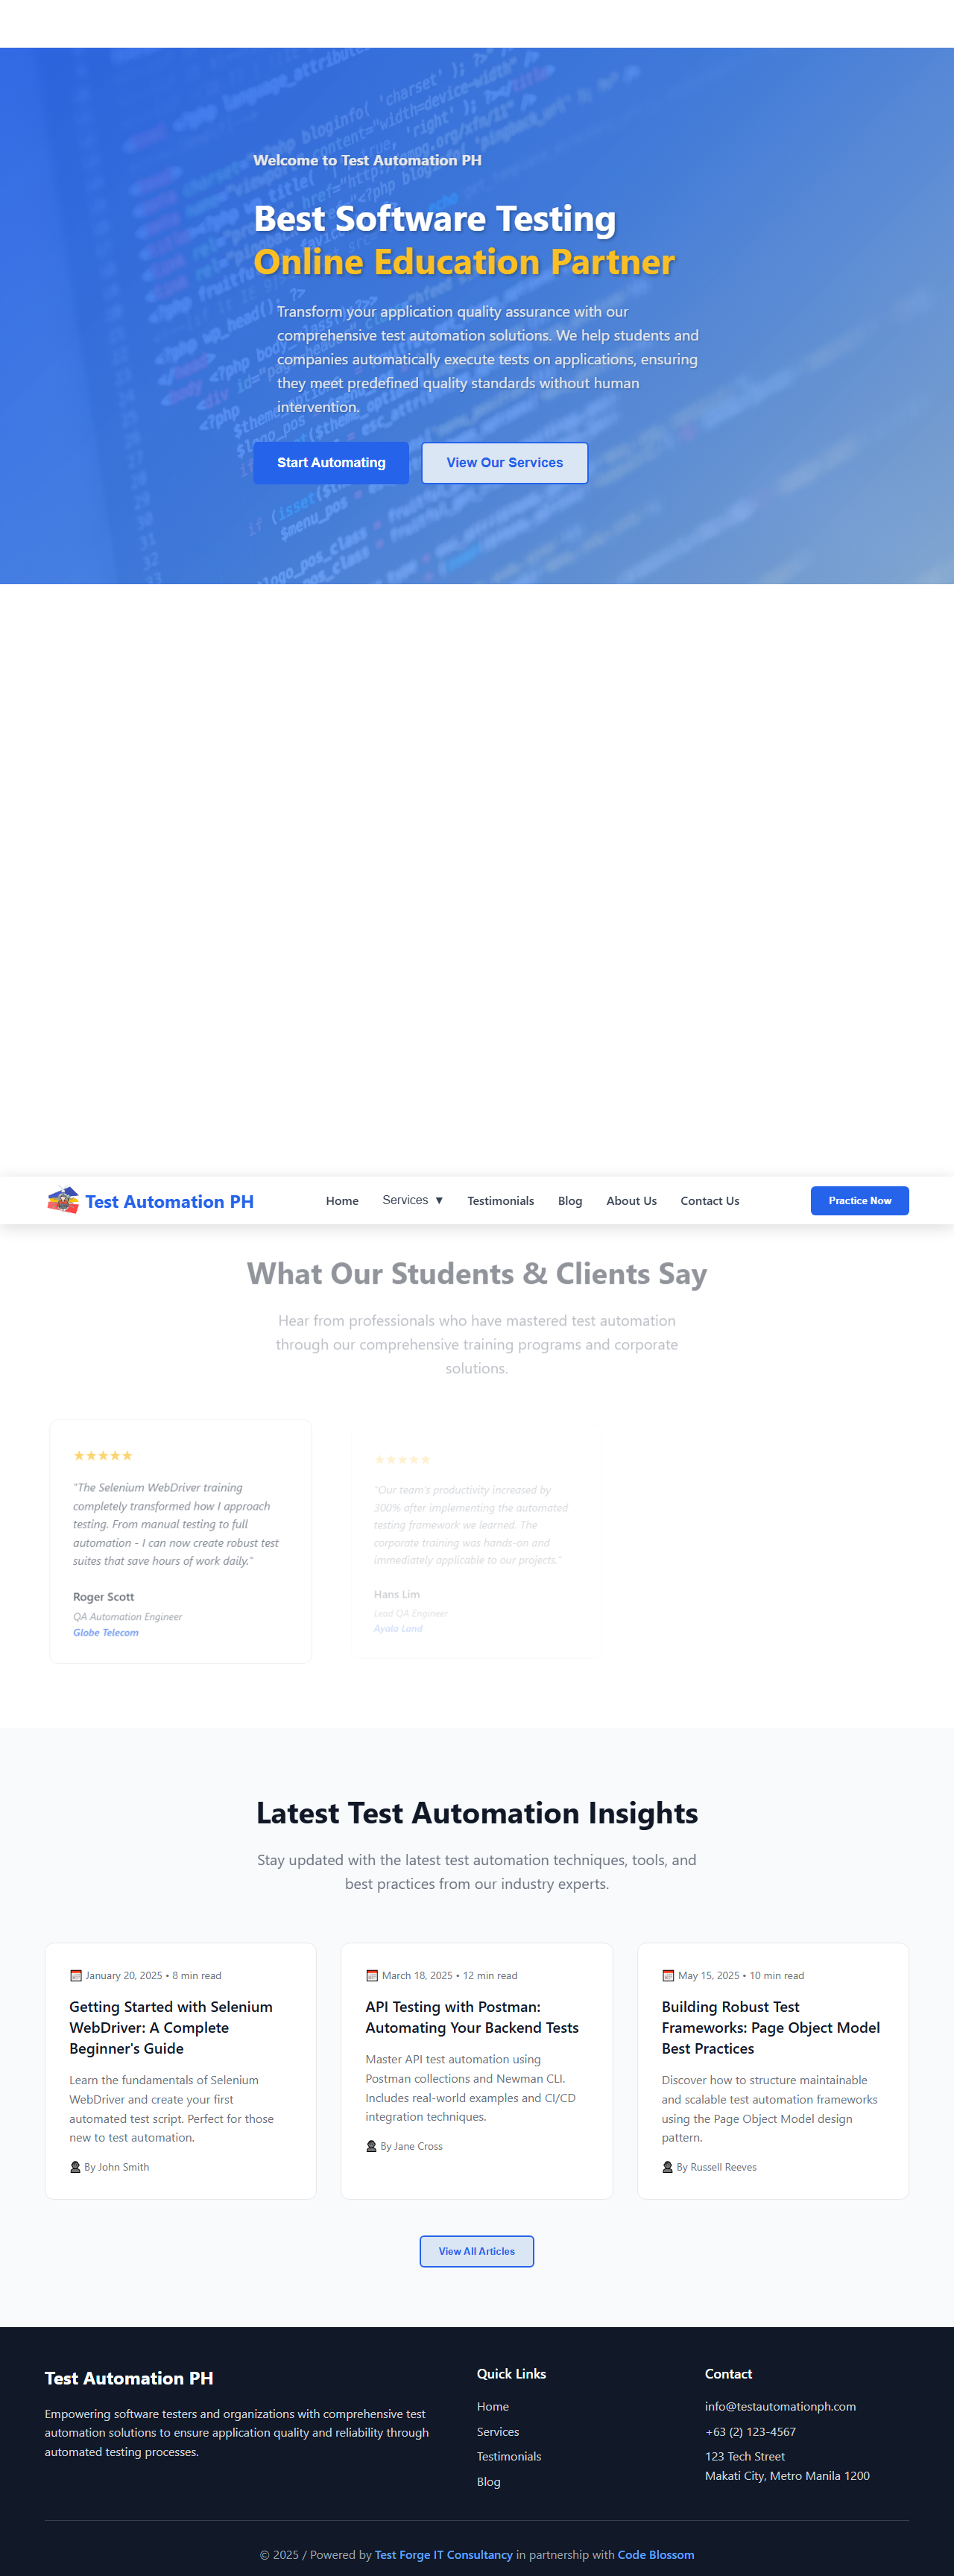 Welcome to Test Automation PH
Best Software Testing
Online Education Partner
Transform your application quality assurance with our
comprehensive test automation solutions. We help students and
companies automatically execute tests on applications, ensuring
they meet predefined quality standards without human
intervention.
Start Automating
View Our Services
Test Automation PH
Home
Services ▼
Testimonials
Blog
About Us
Contact Us
Practice Now
What Our Students & Clients Say
Hear from professionals who have mastered test automation
through our comprehensive training programs and corporate
solutions.
★★★★★
"The Selenium WebDriver training
completely transformed how I approach
testing. From manual testing to full
automation - I can now create robust test
suites that save hours of work daily."
Roger Scott
QA Automation Engineer
Globe Telecom
★★★★★
"Our team's productivity increased by
300% after implementing the automated
testing framework we learned. The
corporate training was hands-on and
immediately applicable to our projects."
Hans Lim
Lead QA Engineer
Ayala Land
Latest Test Automation Insights
Stay updated with the latest test automation techniques, tools, and
best practices from our industry experts.
January 20, 2025 • 8 min read
Getting Started with Selenium
WebDriver: A Complete
Beginner's Guide
Learn the fundamentals of Selenium
WebDriver and create your first
automated test script. Perfect for those
new to test automation.
By John Smith
March 18, 2025 • 12 min read
API Testing with Postman:
Automating Your Backend Tests
Master API test automation using
Postman collections and Newman CLI.
Includes real-world examples and CI/CD
integration techniques.
By Jane Cross
May 15, 2025 • 10 min read
Building Robust Test
Frameworks: Page Object Model
Best Practices
Discover how to structure maintainable
and scalable test automation frameworks
using the Page Object Model design
pattern.
By Russell Reeves
View All Articles
Test Automation PH
Empowering software testers and organizations with comprehensive test
automation solutions to ensure application quality and reliability through
automated testing processes.
Quick Links
Home
Services
Testimonials
Blog
Contact
info@testautomationph.com
+63 (2) 123-4567
123 Tech Street
Makati City, Metro Manila 1200
© 2025 / Powered by Test Forge IT Consultancy in partnership with Code Blossom